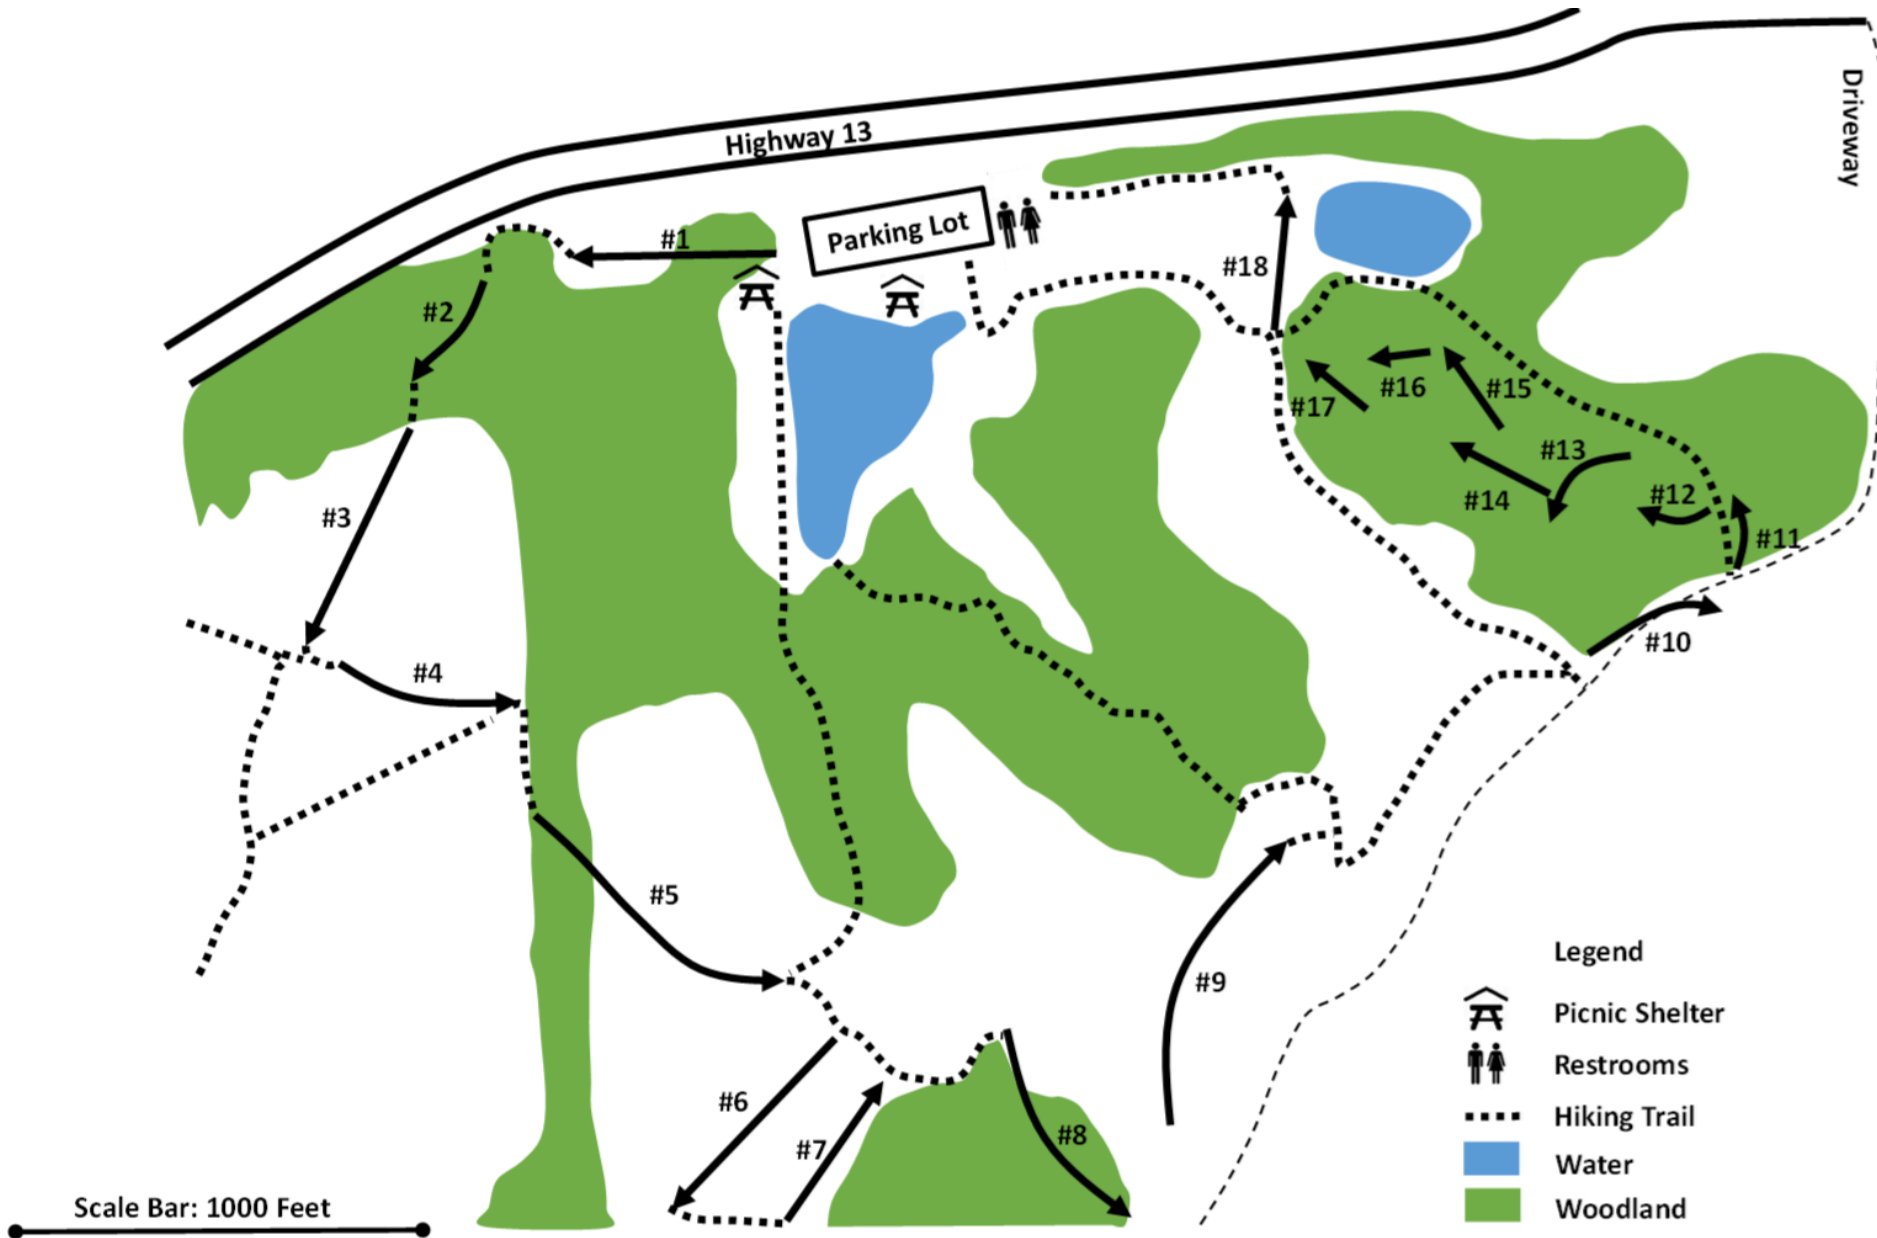 Driveway
Highway 13
Parking Lot
#1
#18
#2
#16
#15
#17
#13
#14
#12
#3
#11
#10
#4
#5
#9
#6
#7
#8
Legend
Picnic Shelter
Restrooms
Hiking Trail
Water
Woodland
Scale Bar: 1000 Feet